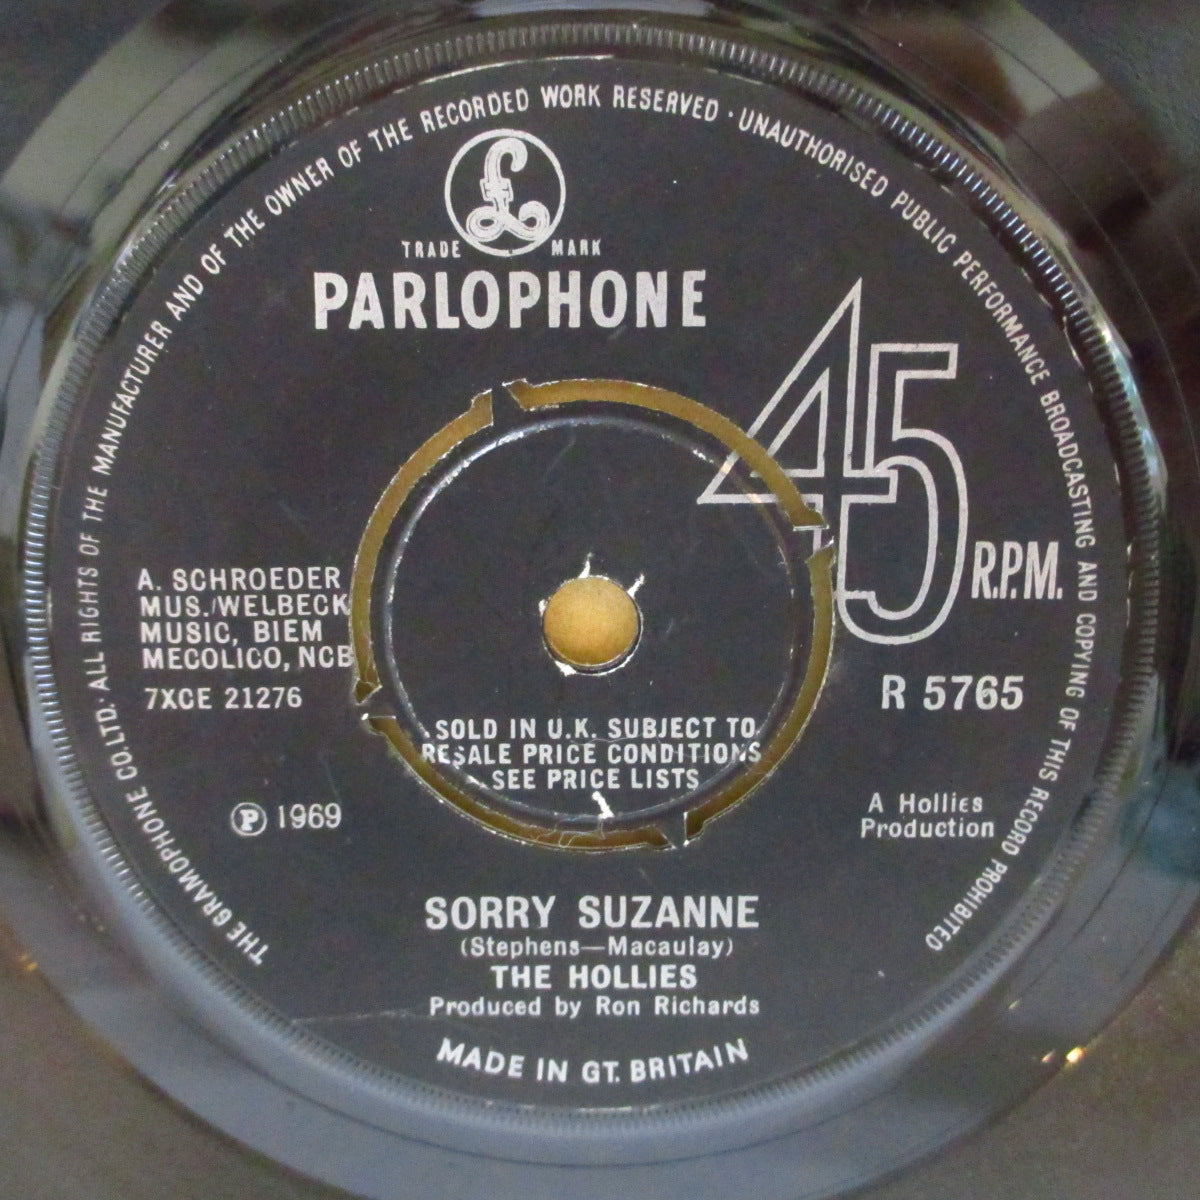 THE GRAMOPHONE CO. LTD. ALL RIGHTS OF THE MANUFACTURER AND OF THE OWNER OF THE RECORDED WORK RESERVED · UNAUTHORISED PUBLIC PERFORMANCE BROADCASTING AND COPYING OF THIS RECORD PROHIBITED
£
TRADE MARK
PARLOPHONE
45
R.P.M.
A. SCHROEDER
MUS./WELBECK
MUSIC, BIEM
MECOLICO, NCB
7XCE 21276
R 5765
SOLD IN U.K. SUBJECT TO
RESALE PRICE CONDITIONS
SEE PRICE LISTS
Ⓟ 1969
A Hollies
Production
SORRY SUZANNE
(Stephens—Macaulay)
THE HOLLIES
Produced by Ron Richards
MADE IN GT. BRITAIN